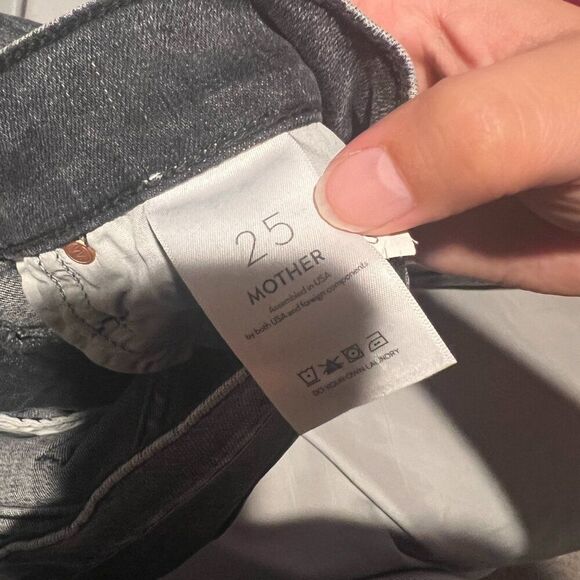 25
MOTHER
Assembled in USA
by both USA and foreign components
DO-YOUR-OWN LAUNDRY